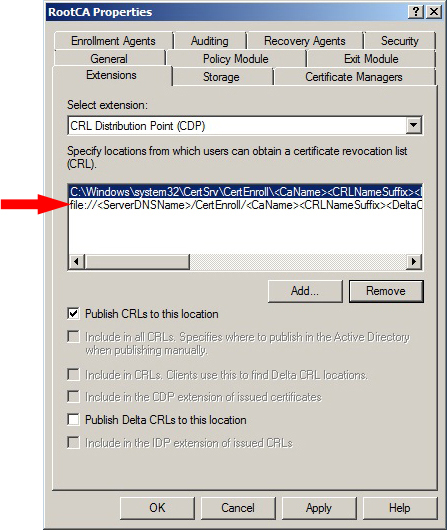 RootCA Properties
Enrollment Agents Auditing Recovery Agents Security
General Policy Module Exit Module
Extensions Storage Certificate Managers
Select extension:
CRL Distribution Point (CDP)
Specify locations from which users can obtain a certificate revocation list
(CRL).
C:\Windows\system32\CertSrv\CertEnroll\<CaName><CRLNameSuffix><D
file://<ServerDNSName>/CertEnroll/<CaName><CRLNameSuffix><DeltaC
Add... Remove
Publish CRLs to this location
Include in all CRLs. Specifies where to publish in the Active Directory
when publishing manually.
Include in CRLs. Clients use this to find Delta CRL locations.
Include in the CDP extension of issued certificates
Publish Delta CRLs to this location
Include in the IDP extension of issued CRLs
OK Cancel Apply Help